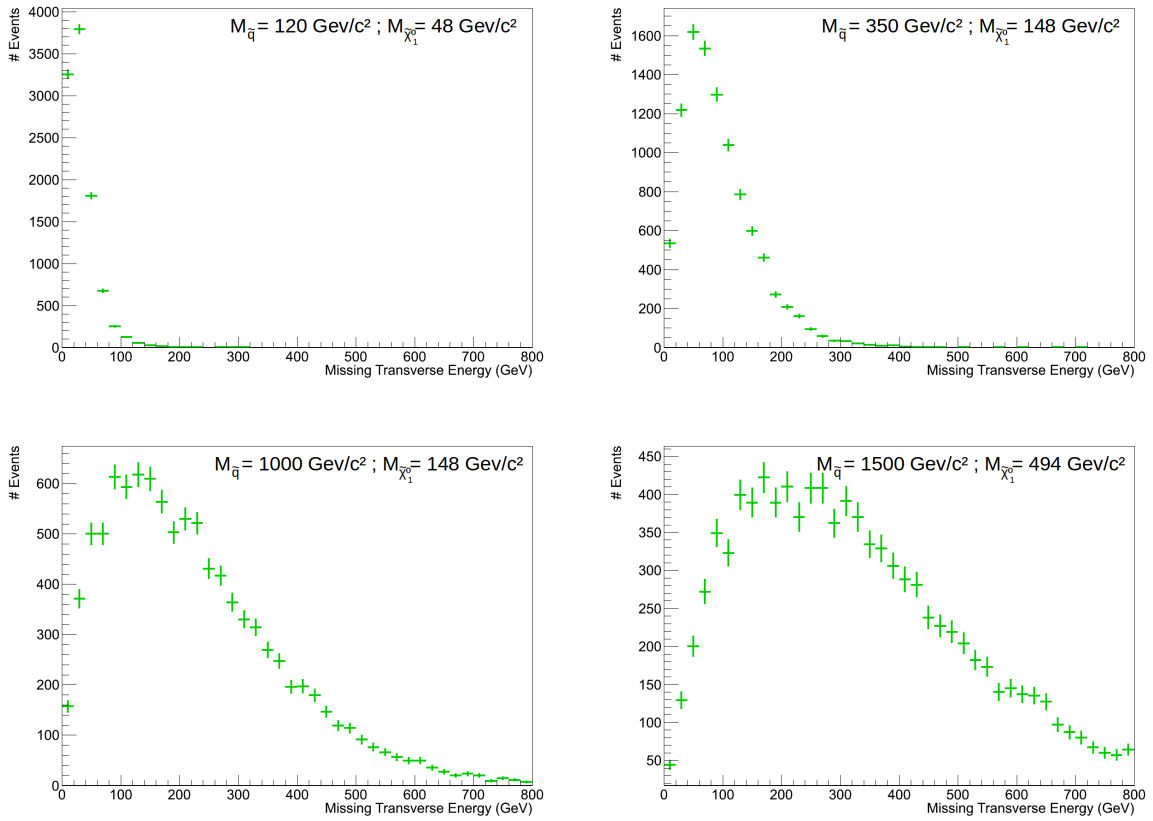 M_q̃ = 120 Gev/c² ; M_χ̃₁⁰ = 48 Gev/c²
# Events
4000
3500
3000
2500
2000
1500
1000
500
0
0 100 200 300 400 500 600 700 800
Missing Transverse Energy (GeV)
M_q̃ = 350 Gev/c² ; M_χ̃₁⁰ = 148 Gev/c²
# Events
1600
1400
1200
1000
800
600
400
200
0
0 100 200 300 400 500 600 700 800
Missing Transverse Energy (GeV)
M_q̃ = 1000 Gev/c² ; M_χ̃₁⁰ = 148 Gev/c²
# Events
600
500
400
300
200
100
0
0 100 200 300 400 500 600 700 800
Missing Transverse Energy (GeV)
M_q̃ = 1500 Gev/c² ; M_χ̃₁⁰ = 494 Gev/c²
# Events
450
400
350
300
250
200
150
100
50
0 100 200 300 400 500 600 700 800
Missing Transverse Energy (GeV)